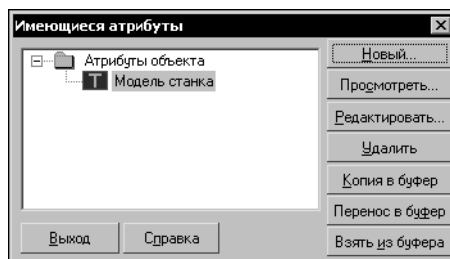 Имеющиеся атрибуты
Атрибуты объекта
Модель станка
Новый...
Просмотреть...
Редактировать...
Удалить
Копия в буфер
Перенос в буфер
Взять из буфера
Выход
Справка